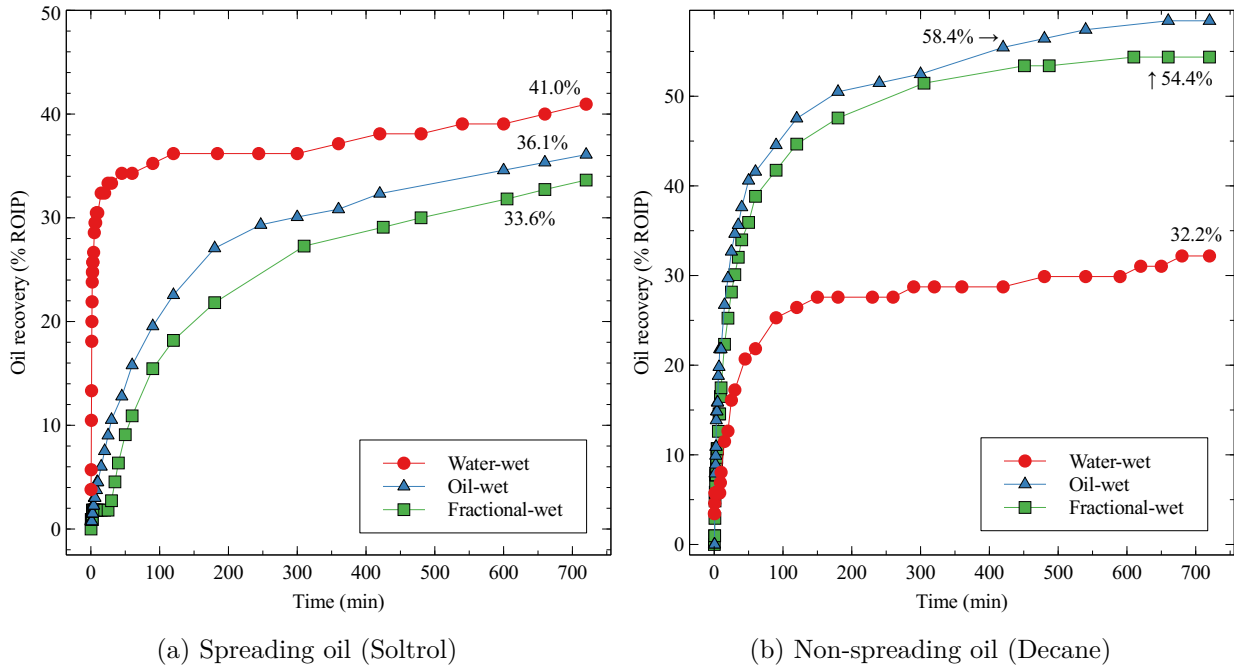 50
40
30
20
10
0
Oil recovery (% ROIP)
41.0%
36.1%
33.6%
Water-wet
Oil-wet
Fractional-wet
0 100 200 300 400 500 600 700
Time (min)
(a) Spreading oil (Soltrol)
50
40
30
20
10
0
Oil recovery (% ROIP)
58.4% →
↑ 54.4%
32.2%
Water-wet
Oil-wet
Fractional-wet
0 100 200 300 400 500 600 700
Time (min)
(b) Non-spreading oil (Decane)